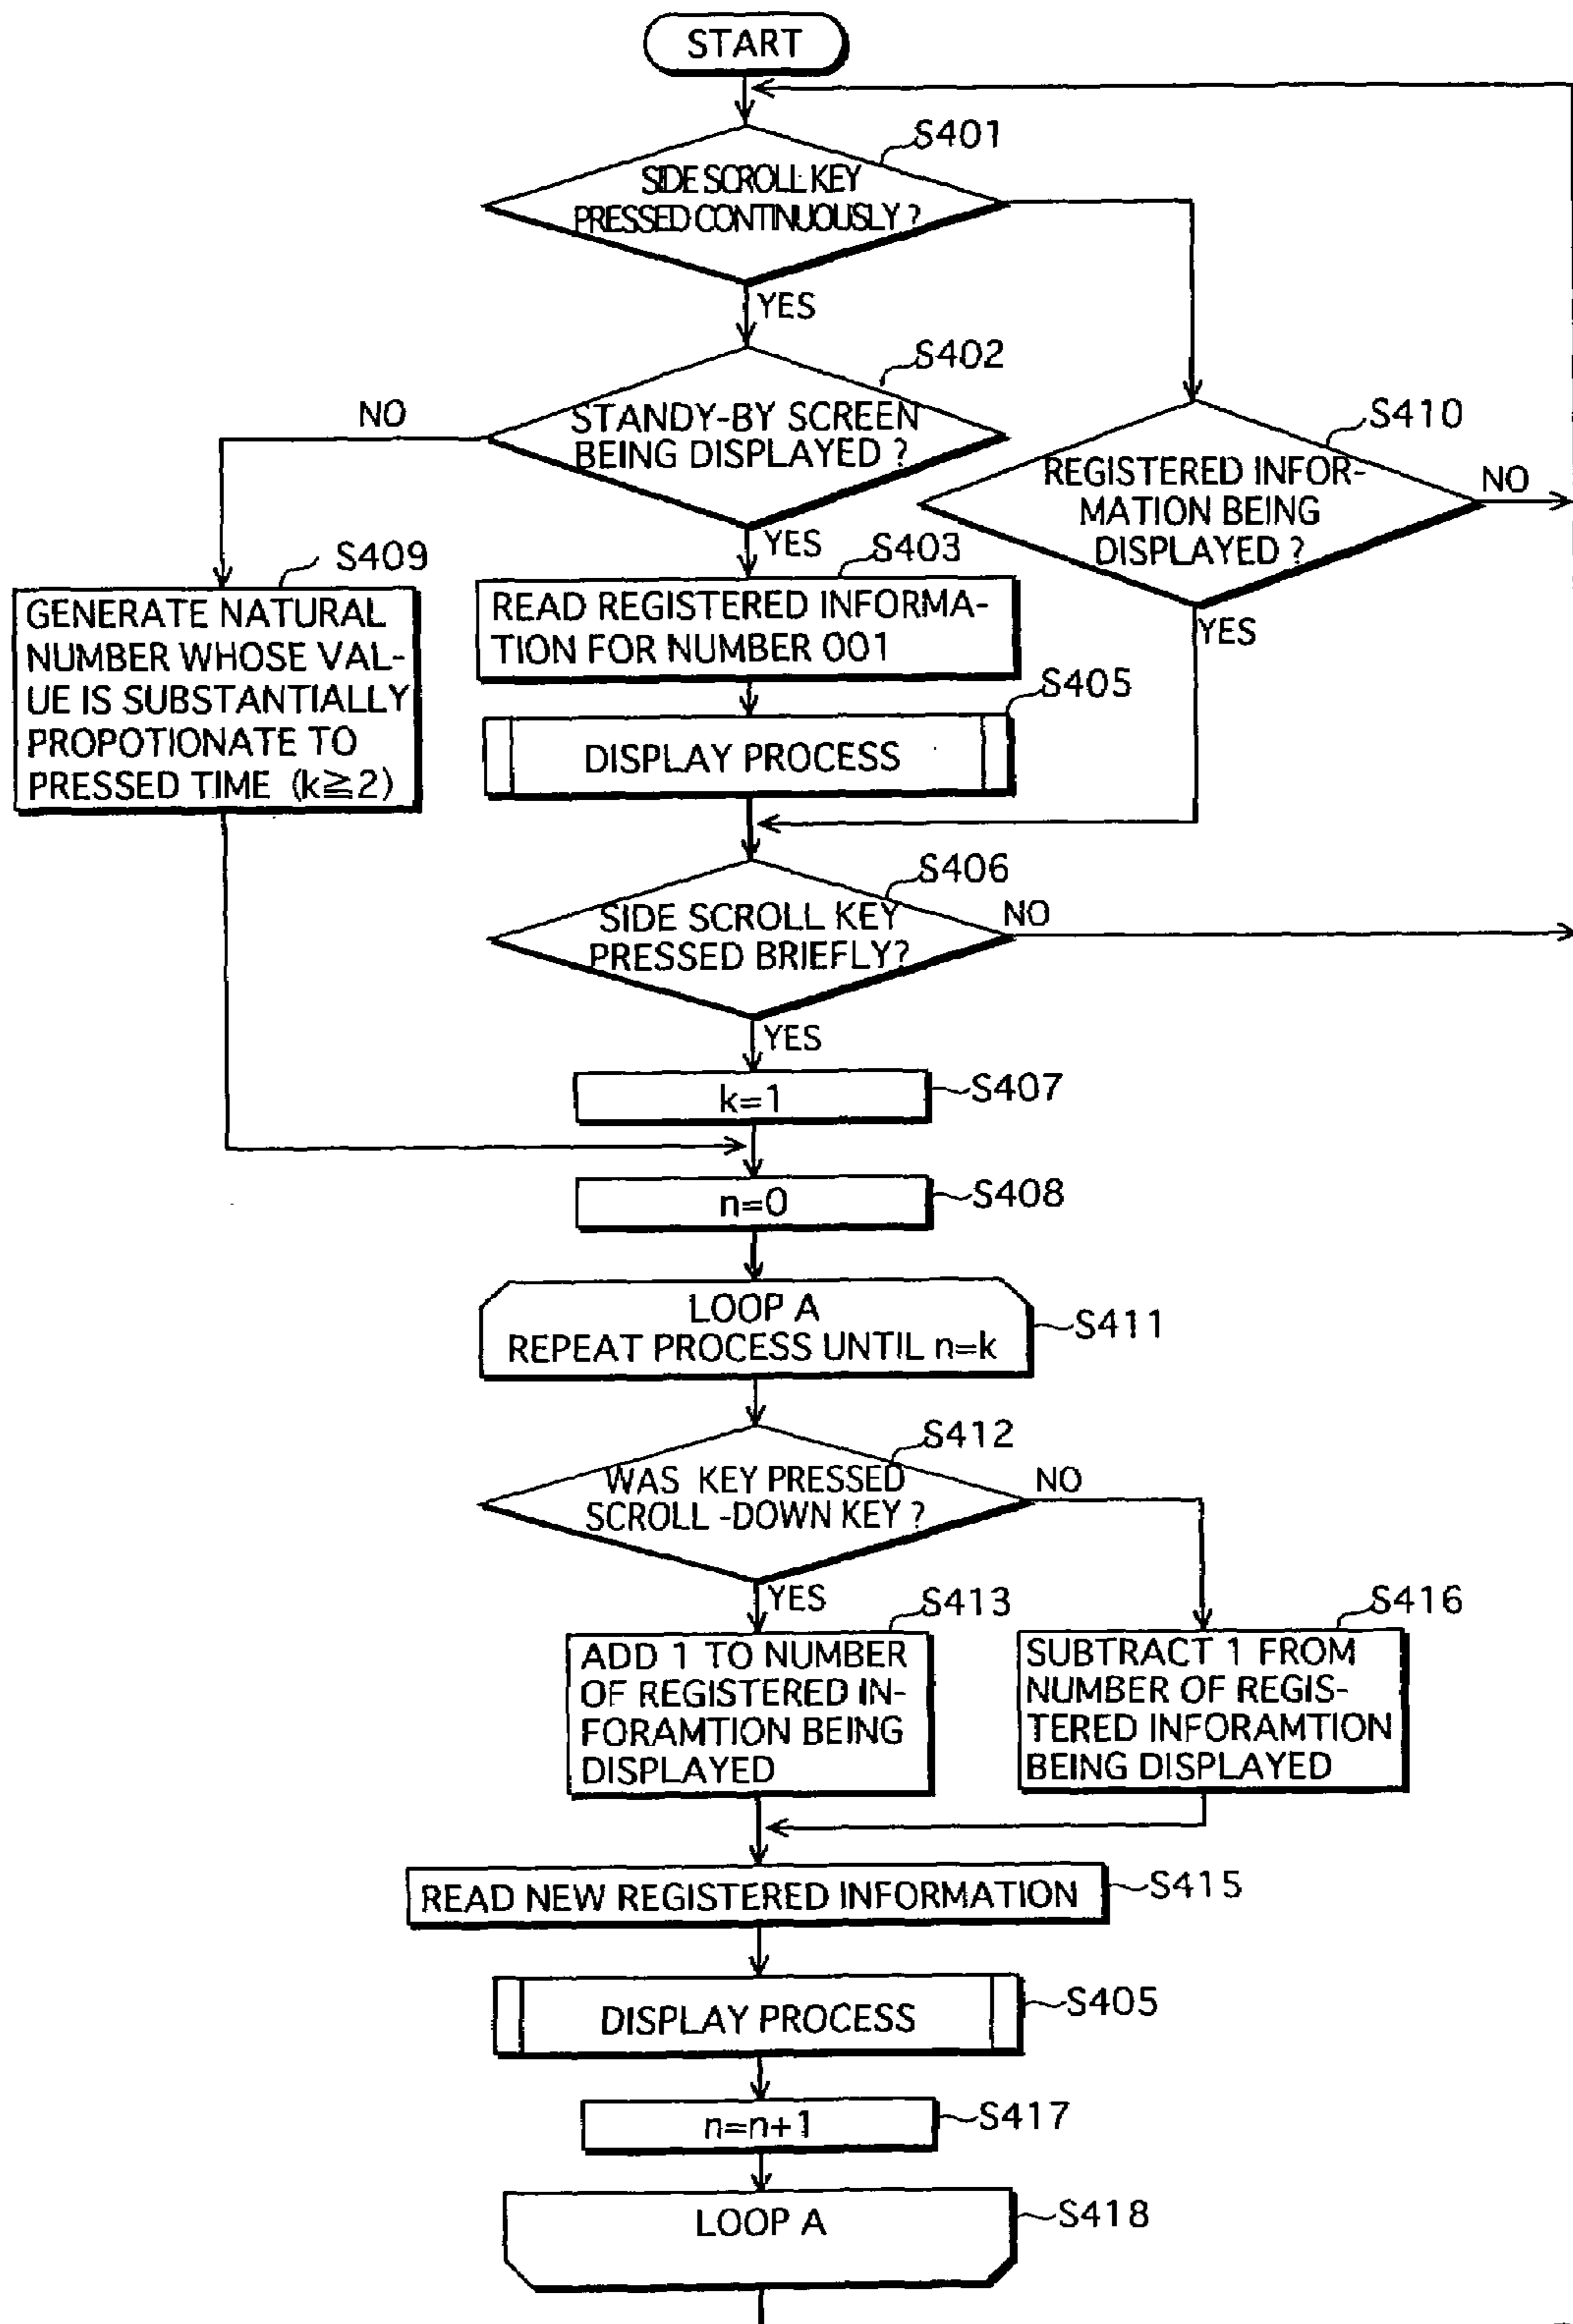 START
S401
SIDE SCROLL KEY
PRESSED CONTINUOUSLY ?
YES
S402
STANDY-BY SCREEN
BEING DISPLAYED ?
NO
YES
S410
REGISTERED INFOR-
MATION BEING
DISPLAYED ?
NO
YES
S409
GENERATE NATURAL
NUMBER WHOSE VAL-
UE IS SUBSTANTIALLY
PROPOTIONATE TO
PRESSED TIME (k≧2)
S403
READ REGISTERED INFORMA-
TION FOR NUMBER 001
S405
DISPLAY PROCESS
S406
SIDE SCROLL KEY
PRESSED BRIEFLY?
NO
YES
k=1
S407
n=0
S408
LOOP A
REPEAT PROCESS UNTIL n=k
S411
S412
WAS KEY PRESSED
SCROLL -DOWN KEY ?
NO
YES
S413
ADD 1 TO NUMBER
OF REGISTERED IN-
FORAMTION BEING
DISPLAYED
S416
SUBTRACT 1 FROM
NUMBER OF REGIS-
TERED INFORAMTION
BEING DISPLAYED
READ NEW REGISTERED INFORMATION
S415
DISPLAY PROCESS
S405
n=n+1
S417
LOOP A
S418